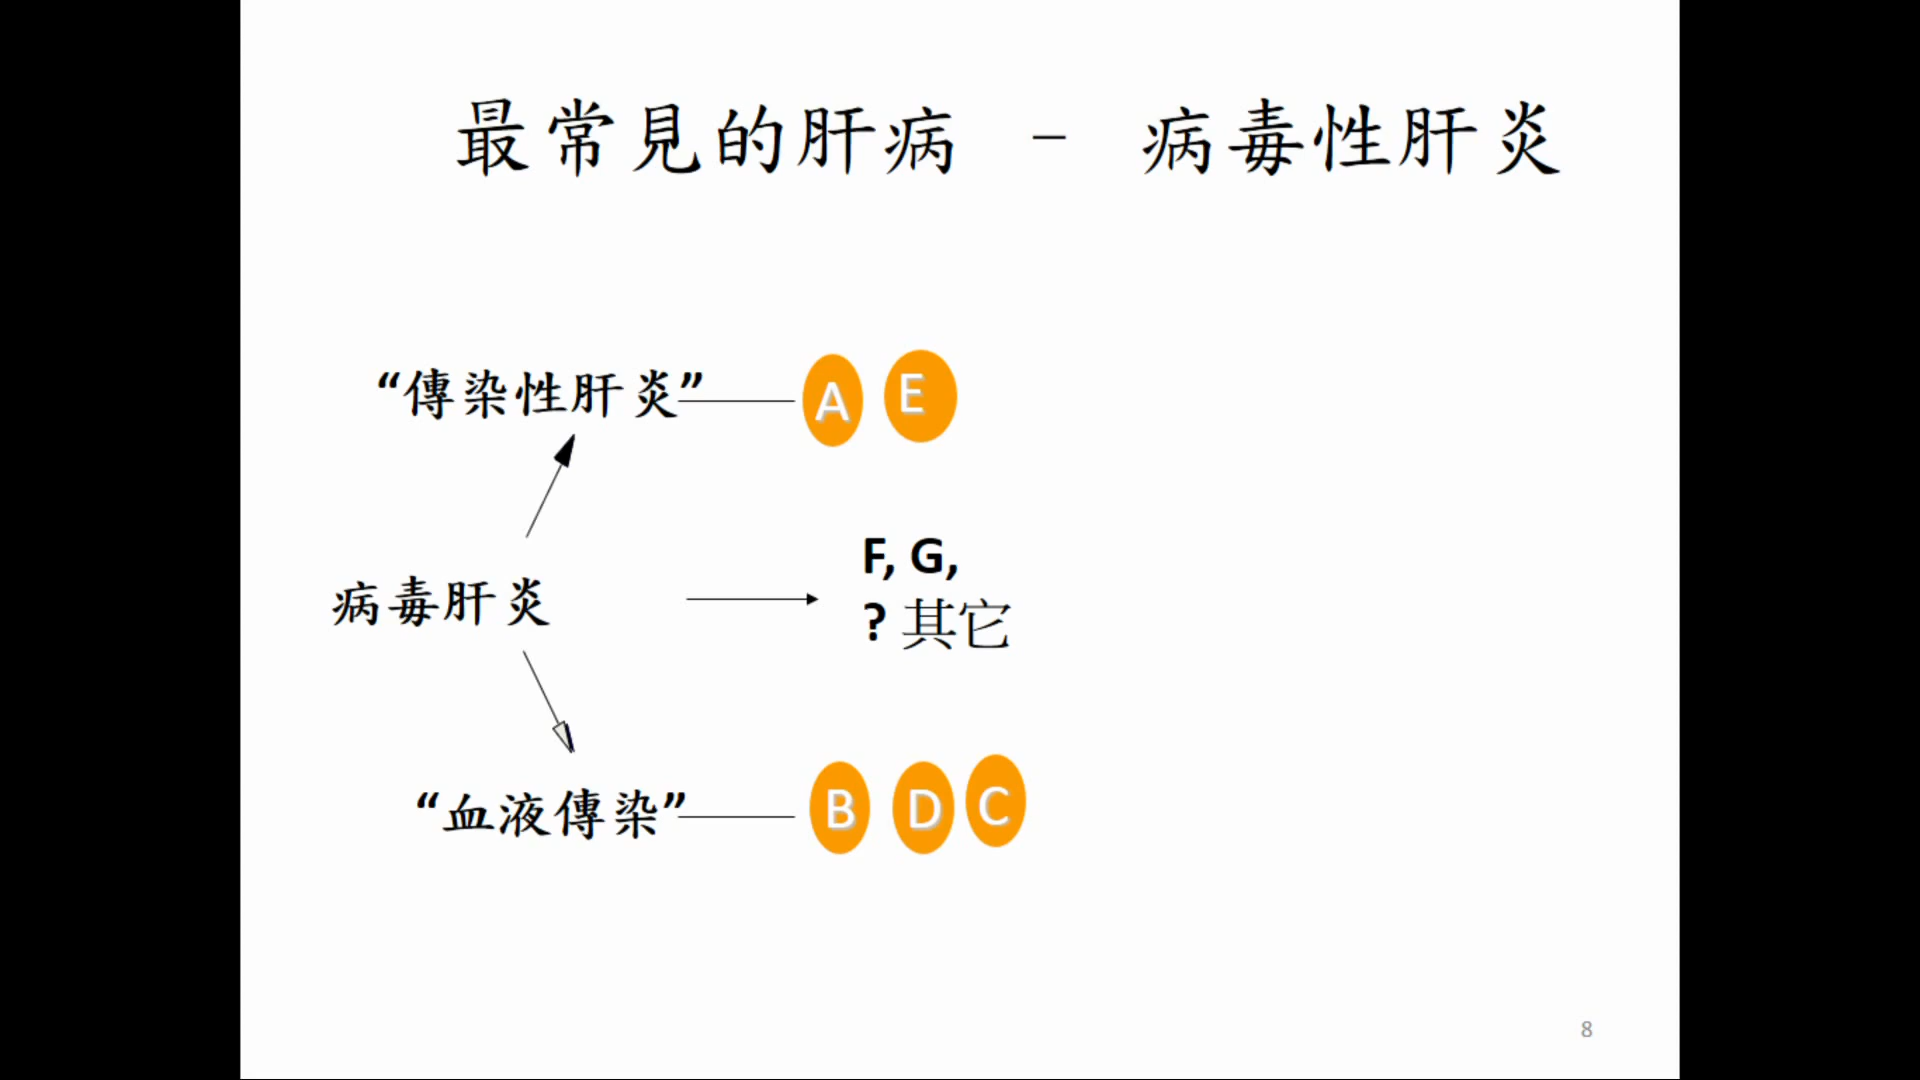 最常見的肝病 － 病毒性肝炎
“傳染性肝炎” A E
F, G,
病毒肝炎
? 其它
“血液傳染” B D C
8